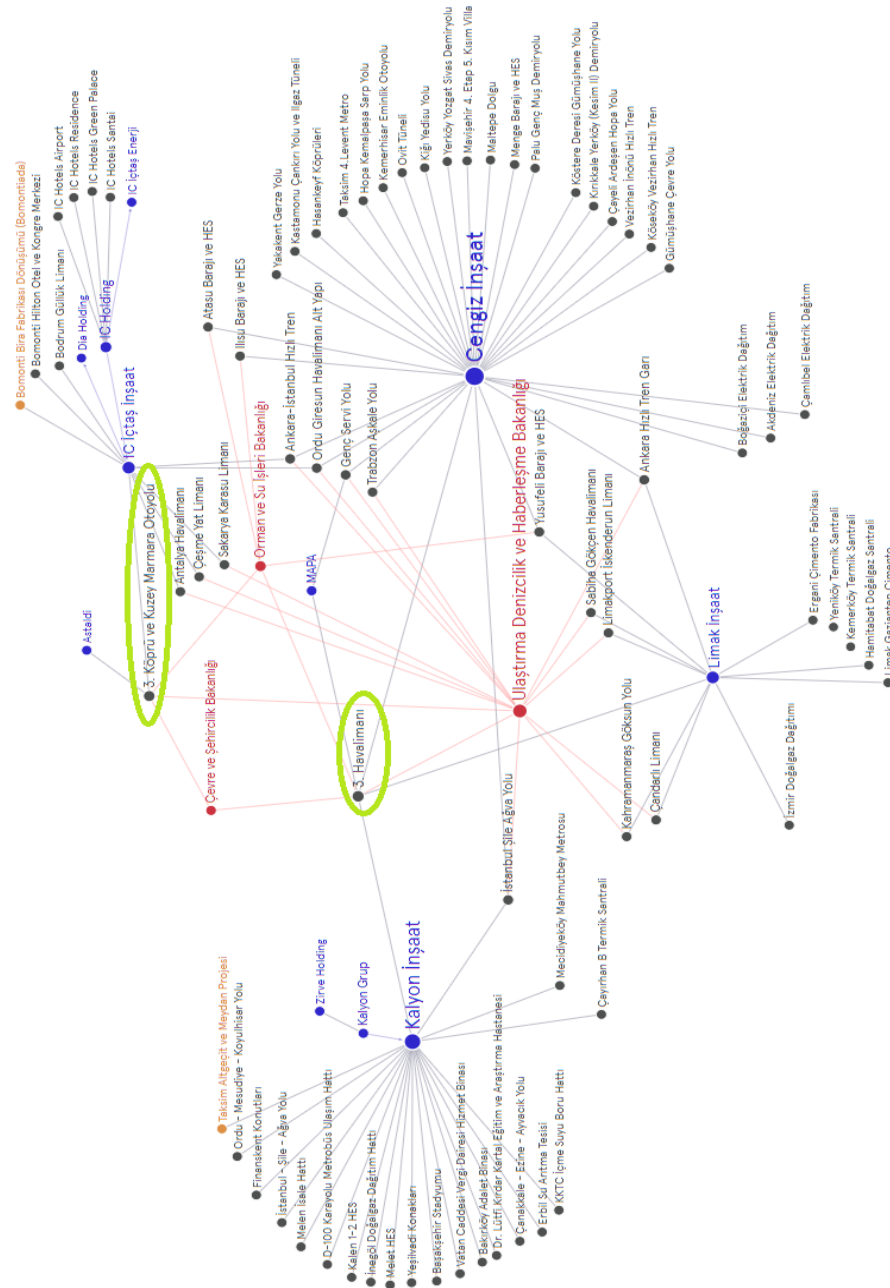 Bomonti Bira Fabrikası Dönüşümü (Bomontiada)
Bomonti Hilton Otel ve Kongre Merkezi
Bodrum Güllük Limanı
IC Hotels Airport
IC Hotels Residence
IC Hotels Green Palace
IC Hotels Santai
Dia Holding
IC Holding
IC İçtaş Enerji
IC İçtaş İnşaat
Astaldi
3. Köprü ve Kuzey Marmara Otoyolu
Antalya Havalimanı
Çeşme Yat Limanı
Sakarya Karasu Limanı
Atasu Barajı ve HES
Ilısu Barajı ve HES
Çevre ve Şehircilik Bakanlığı
Orman ve Su İşleri Bakanlığı
Ankara-İstanbul Hızlı Tren
Ordu Giresun Havalimanı Alt Yapı
Genç Servi Yolu
Trabzon Aşkale Yolu
MAPA
3. Havalimanı
Yakakent Gerze Yolu
Kastamonu Çankırı Yolu ve Ilgaz Tüneli
Hasankeyf Köprüleri
Taksim 4.Levent Metro
Hopa Kemalpaşa Sarp Yolu
Kemerhisar Eminlik Otoyolu
Ovit Tüneli
Kiğı Yedisu Yolu
Yerköy Yozgat Sivas Demiryolu
Mavişehir 4. Etap 5. Kısım Villa
Maltepe Dolgu
Menge Barajı ve HES
Palu Genç Muş Demiryolu
Köstere Deresi Gümüşhane Yolu
Kırıkkale Yerköy (Kesim II) Demiryolu
Çayeli Ardeşen Hopa Yolu
Vezirhan İnönü Hızlı Tren
Köseköy Vezirhan Hızlı Tren
Gümüşhane Çevre Yolu
Cengiz İnşaat
Boğaziçi Elektrik Dağıtım
Akdeniz Elektrik Dağıtım
Çamlıbel Elektrik Dağıtım
Ulaştırma Denizcilik ve Haberleşme Bakanlığı
Yusufeli Barajı ve HES
Sabiha Gökçen Havalimanı
Limakport İskenderun Limanı
Ankara Hızlı Tren Garı
İstanbul Şile Ağva Yolu
Kahramanmaraş Göksun Yolu
Çandarlı Limanı
Limak İnşaat
Ergani Çimento Fabrikası
Yeniköy Termik Santrali
Kemerköy Termik Santrali
Hamitabat Doğalgaz Santrali
Limak Gaziantep Çimento
İzmir Doğalgaz Dağıtımı
Taksim Altgeçit ve Meydan Projesi
Ordu - Mesudiye - Koyulhisar Yolu
Finanskent Konutları
İstanbul - Şile - Ağva Yolu
Melen İsale Hattı
D-100 Karayolu Metrobüs Ulaşım Hattı
Kalen 1-2 HES
İnegöl Doğalgaz Dağıtım Hattı
Melet HES
Yeşilvadi Konakları
Başakşehir Stadyumu
Vatan Caddesi Vergi Dairesi Hizmet Binası
Bakırköy Adalet Binası
Dr. Lütfi Kırdar Kartal Eğitim ve Araştırma Hastanesi
Çanakkale - Ezine - Ayvacık Yolu
Erbil Su Arıtma Tesisi
KKTC İçme Suyu Boru Hattı
Zirve Holding
Kalyon Grup
Kalyon İnşaat
Mecidiyeköy Mahmutbey Metrosu
Çayırhan B Termik Santrali